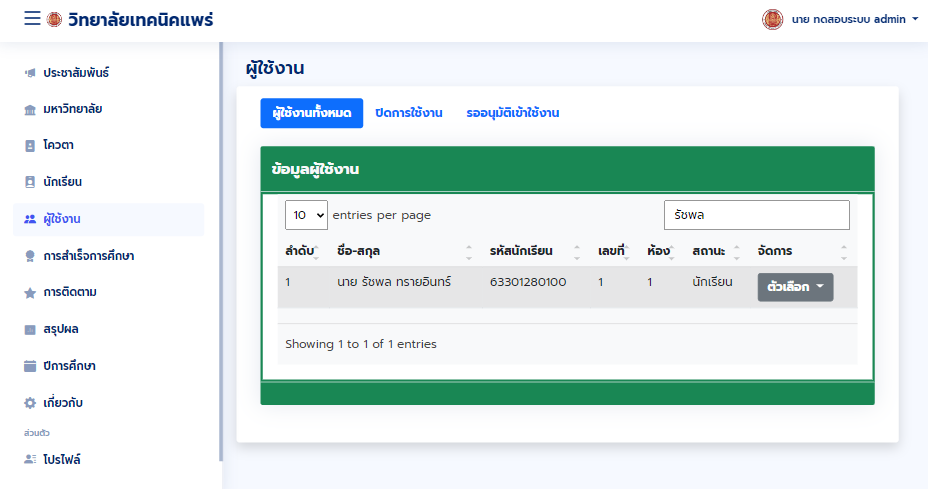 วิทยาลัยเทคนิคแพร่
นาย ทดสอบระบบ admin
ประชาสัมพันธ์
มหาวิทยาลัย
โควตา
นักเรียน
ผู้ใช้งาน
การสำเร็จการศึกษา
การติดตาม
สรุปผล
ปีการศึกษา
เกี่ยวกับ
ส่วนตัว
โปรไฟล์
ผู้ใช้งาน
ผู้ใช้งานทั้งหมด ปิดการใช้งาน รออนุมัติเข้าใช้งาน
ข้อมูลผู้ใช้งาน
10 entries per page รัชพล
ลำดับ ชื่อ-สกุล รหัสนักเรียน เลขที่ ห้อง สถานะ จัดการ
1 นาย รัชพล ทรายอินทร์ 63301280100 1 1 นักเรียน ตัวเลือก
Showing 1 to 1 of 1 entries